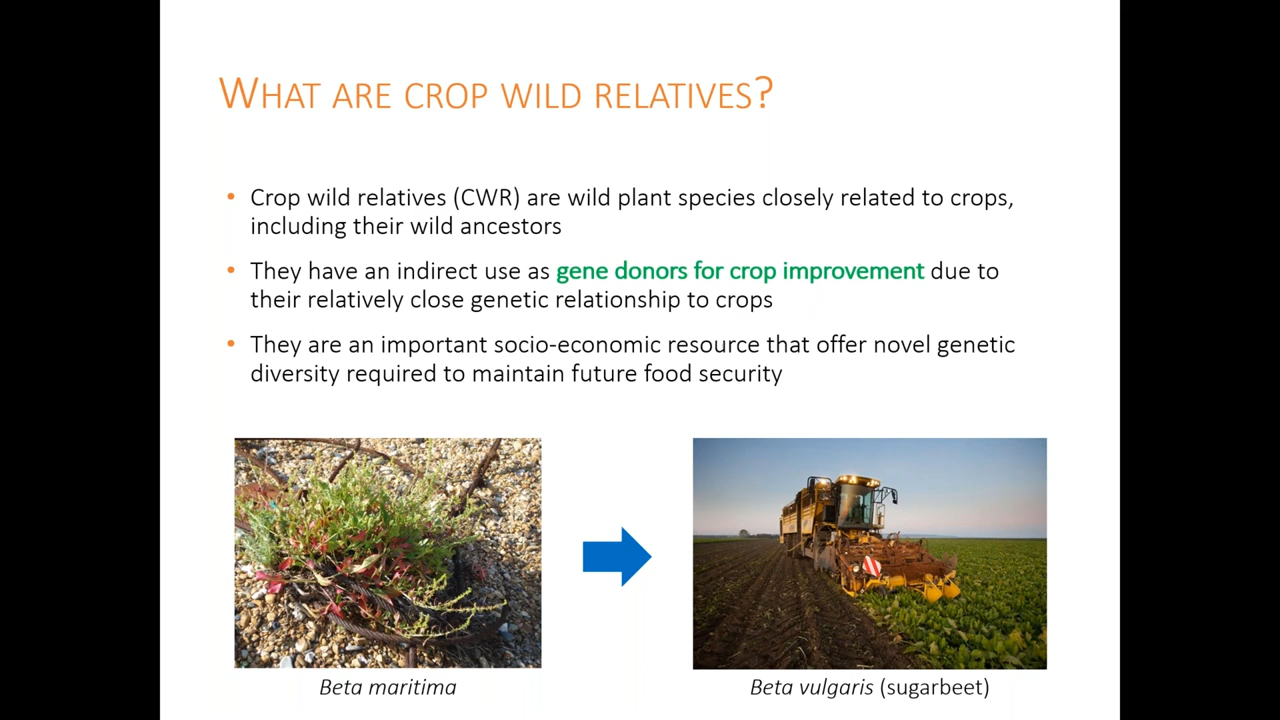 WHAT ARE CROP WILD RELATIVES?
• Crop wild relatives (CWR) are wild plant species closely related to crops,
including their wild ancestors
• They have an indirect use as gene donors for crop improvement due to
their relatively close genetic relationship to crops
• They are an important socio-economic resource that offer novel genetic
diversity required to maintain future food security
Beta maritima
Beta vulgaris (sugarbeet)